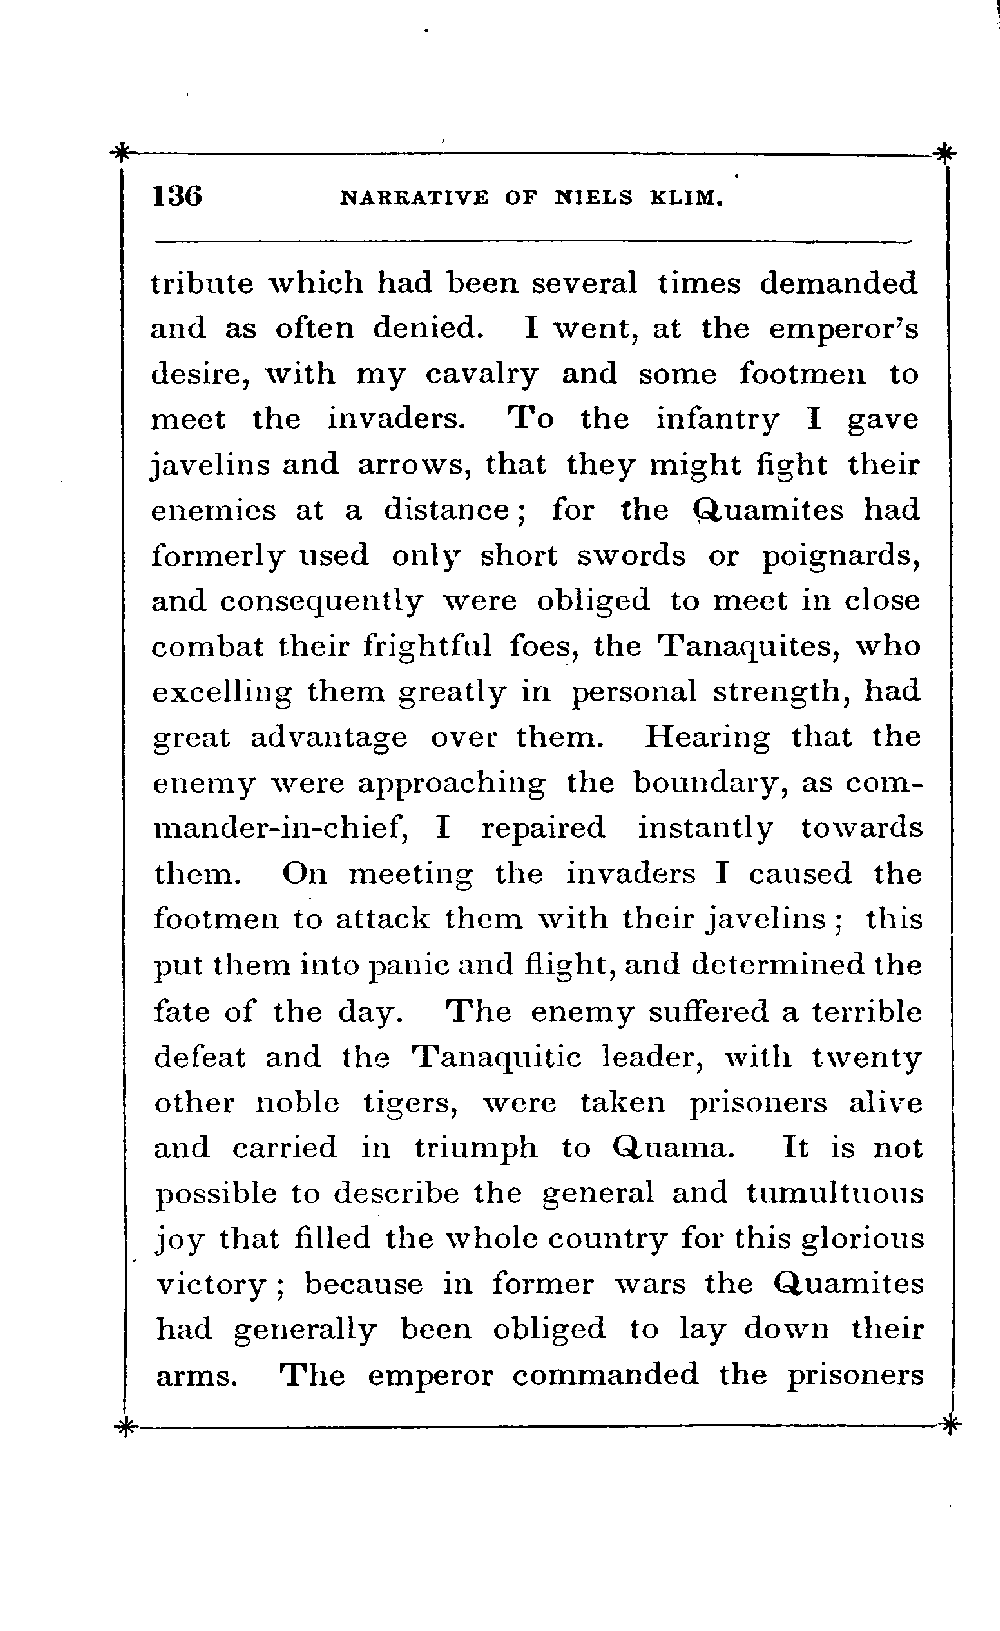 136 NARRATIVE OF NIELS KLIM.
tribute which had been several times demanded
and as often denied. I went, at the emperor's
desire, with my cavalry and some footmen to
meet the invaders. To the infantry I gave
javelins and arrows, that they might fight their
enemies at a distance; for the Quamites had
formerly used only short swords or poignards,
and consequently were obliged to meet in close
combat their frightful foes, the Tanaquites, who
excelling them greatly in personal strength, had
great advantage over them. Hearing that the
enemy were approaching the boundary, as com-
mander-in-chief, I repaired instantly towards
them. On meeting the invaders I caused the
footmen to attack them with their javelins; this
put them into panic and flight, and determined the
fate of the day. The enemy suffered a terrible
defeat and the Tanaquitic leader, with twenty
other noble tigers, were taken prisoners alive
and carried in triumph to Quama. It is not
possible to describe the general and tumultuous
joy that filled the whole country for this glorious
victory; because in former wars the Quamites
had generally been obliged to lay down their
arms. The emperor commanded the prisoners